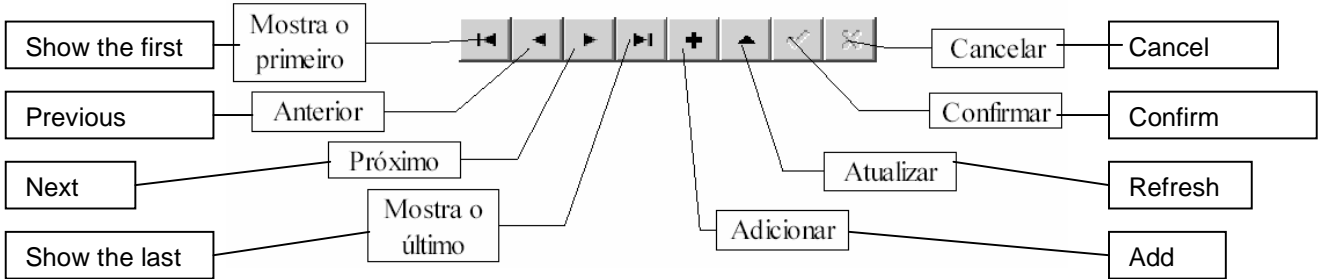 Show the first
Mostra o
primeiro
Cancelar
Cancel
Previous
Anterior
Confirmar
Confirm
Next
Próximo
Atualizar
Refresh
Show the last
Mostra o
último
Adicionar
Add